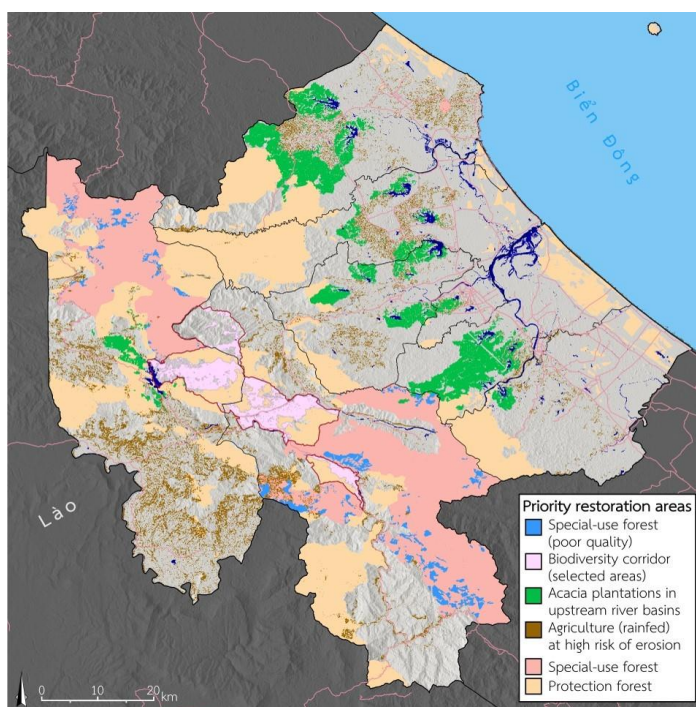 Biển Đông
Lào
Priority restoration areas
Special-use forest
(poor quality)
Biodiversity corridor
(selected areas)
Acacia plantations in
upstream river basins
Agriculture (rainfed)
at high risk of erosion
Special-use forest
Protection forest
0 10 20 km